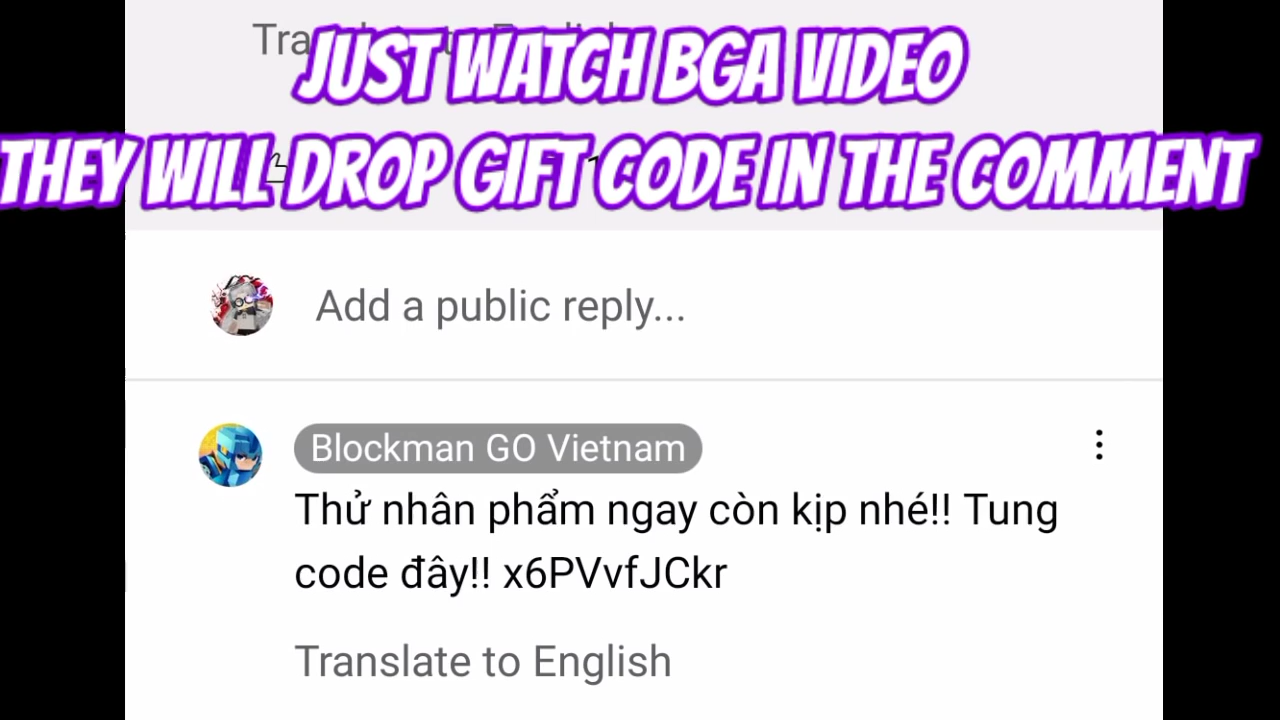 JUST WATCH BGA VIDEO
THEY WILL DROP GIFT CODE IN THE COMMENT
Add a public reply...
Blockman GO Vietnam
Thử nhân phẩm ngay còn kịp nhé!! Tung
code đây!! x6PVvfJCkr
Translate to English